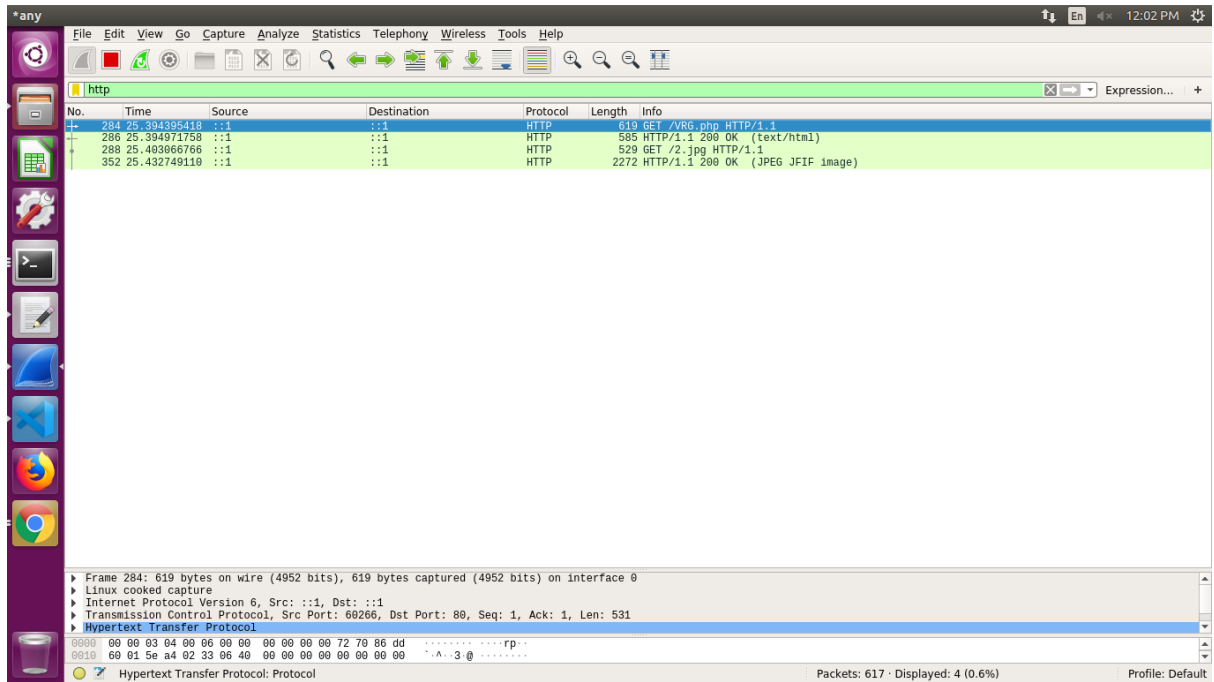 *any En 12:02 PM
File Edit View Go Capture Analyze Statistics Telephony Wireless Tools Help
http Expression... +
No. Time Source Destination Protocol Length Info
284 25.394395418 ::1 ::1 HTTP 619 GET /VRG.php HTTP/1.1
286 25.394971758 ::1 ::1 HTTP 585 HTTP/1.1 200 OK (text/html)
288 25.403066766 ::1 ::1 HTTP 529 GET /2.jpg HTTP/1.1
352 25.432749110 ::1 ::1 HTTP 2272 HTTP/1.1 200 OK (JPEG JFIF image)
Frame 284: 619 bytes on wire (4952 bits), 619 bytes captured (4952 bits) on interface 0
Linux cooked capture
Internet Protocol Version 6, Src: ::1, Dst: ::1
Transmission Control Protocol, Src Port: 60266, Dst Port: 80, Seq: 1, Ack: 1, Len: 531
Hypertext Transfer Protocol
0000 00 00 03 04 00 06 00 00 00 00 00 00 72 70 86 dd ········ ····rp··
0010 60 01 5e a4 02 33 06 40 00 00 00 00 00 00 00 00 `·^··3·@ ········
Hypertext Transfer Protocol: Protocol Packets: 617 · Displayed: 4 (0.6%) Profile: Default